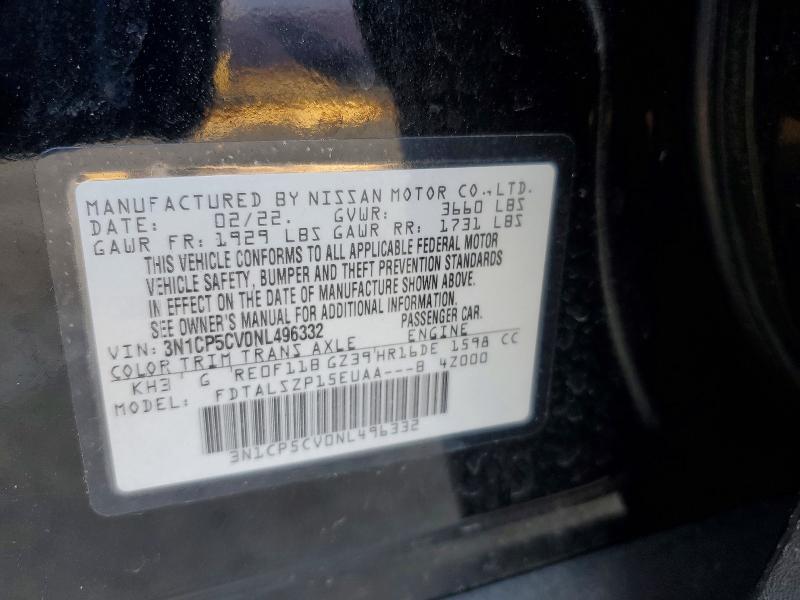 MANUFACTURED BY NISSAN MOTOR CO.,LTD.
DATE: 02/22. GVWR: 3660 LBS
GAWR FR: 1929 LBS GAWR RR: 1731 LBS
THIS VEHICLE CONFORMS TO ALL APPLICABLE FEDERAL MOTOR
VEHICLE SAFETY, BUMPER AND THEFT PREVENTION STANDARDS
IN EFFECT ON THE DATE OF MANUFACTURE SHOWN ABOVE.
SEE OWNER'S MANUAL FOR ADDITIONAL INFORMATION.
VIN: 3N1CP5CV0NL496332 PASSENGER CAR.
COLOR TRIM TRANS AXLE ENGINE
KH3 G RE0F11B GZ39 HR16DE 1598 CC
MODEL: FDTALSZP15EUAA---B 4Z000
3N1CP5CV0NL496332